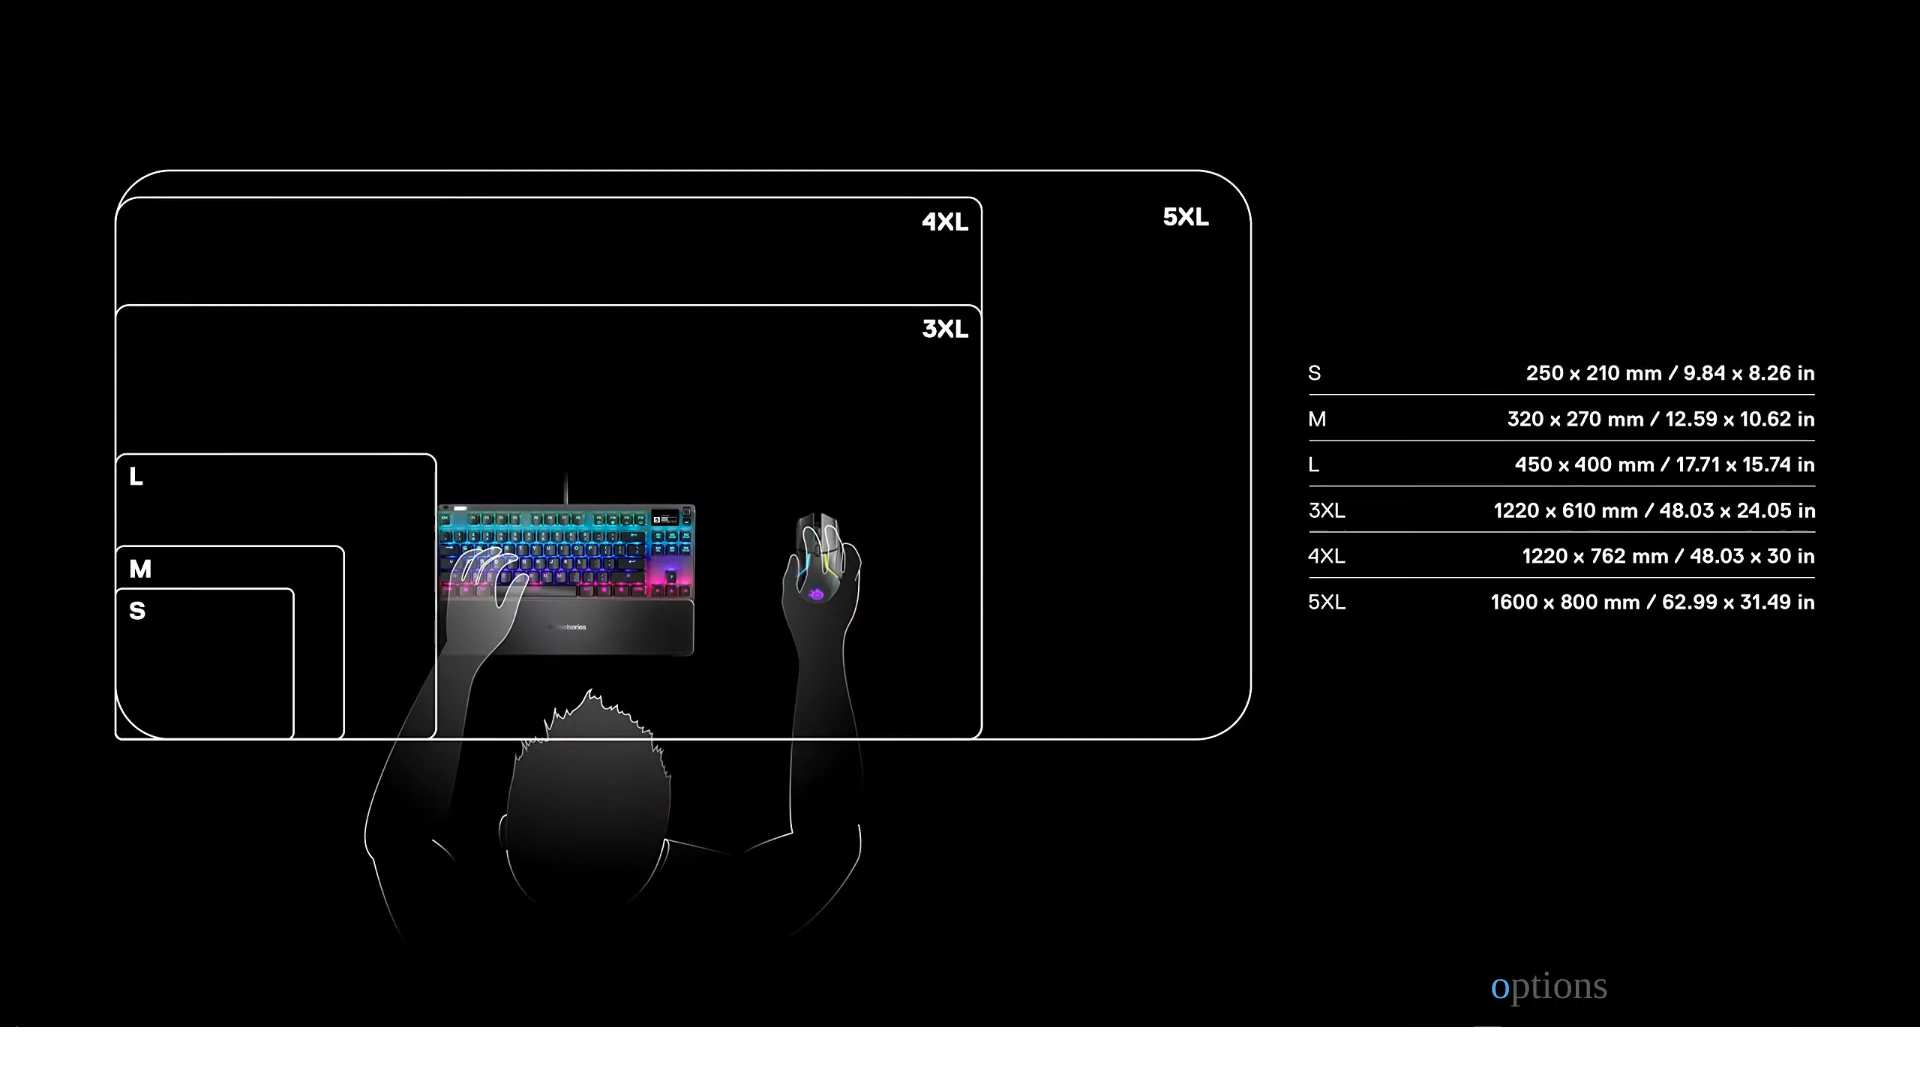 5XL
4XL
3XL
L
M
S
S 250 x 210 mm / 9.84 x 8.26 in
M 320 x 270 mm / 12.59 x 10.62 in
L 450 x 400 mm / 17.71 x 15.74 in
3XL 1220 x 610 mm / 48.03 x 24.05 in
4XL 1220 x 762 mm / 48.03 x 30 in
5XL 1600 x 800 mm / 62.99 x 31.49 in
options